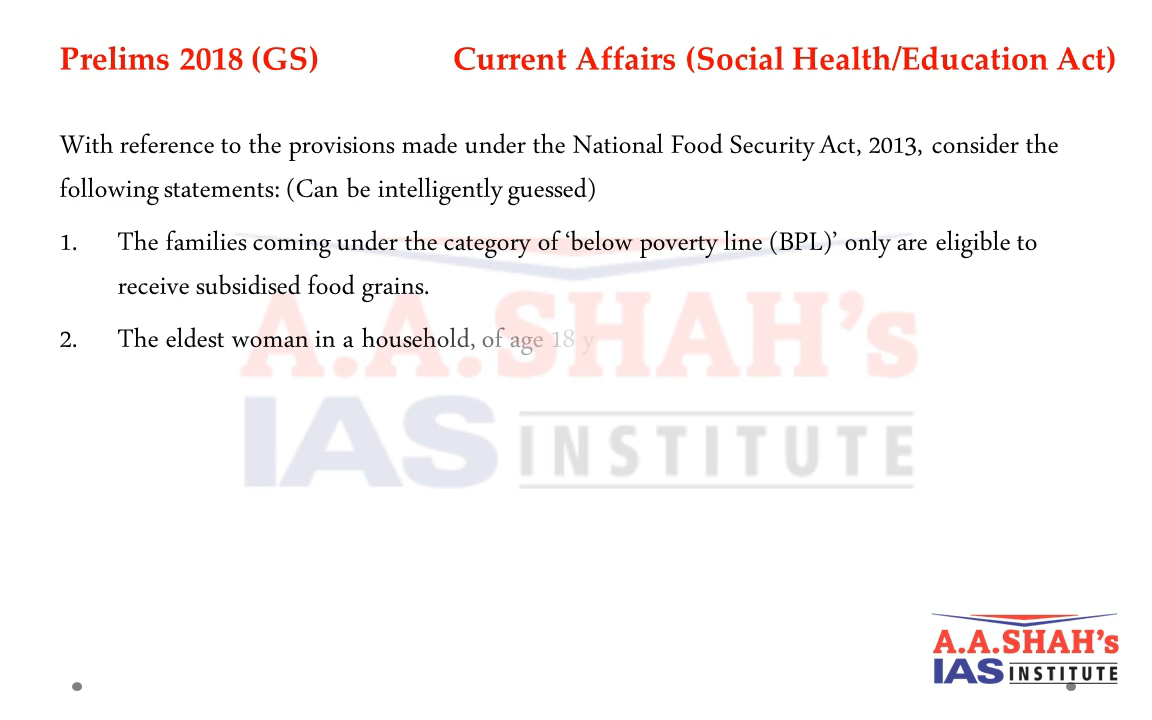 Prelims 2018 (GS) Current Affairs (Social Health/Education Act)
With reference to the provisions made under the National Food Security Act, 2013, consider the
following statements: (Can be intelligently guessed)
1. The families coming under the category of ‘below poverty line (BPL)’ only are eligible to
receive subsidised food grains.
2. The eldest woman in a household, of age 18 y
A.A.SHAH's
IAS INSTITUTE
A.A.SHAH's
IAS INSTITUTE